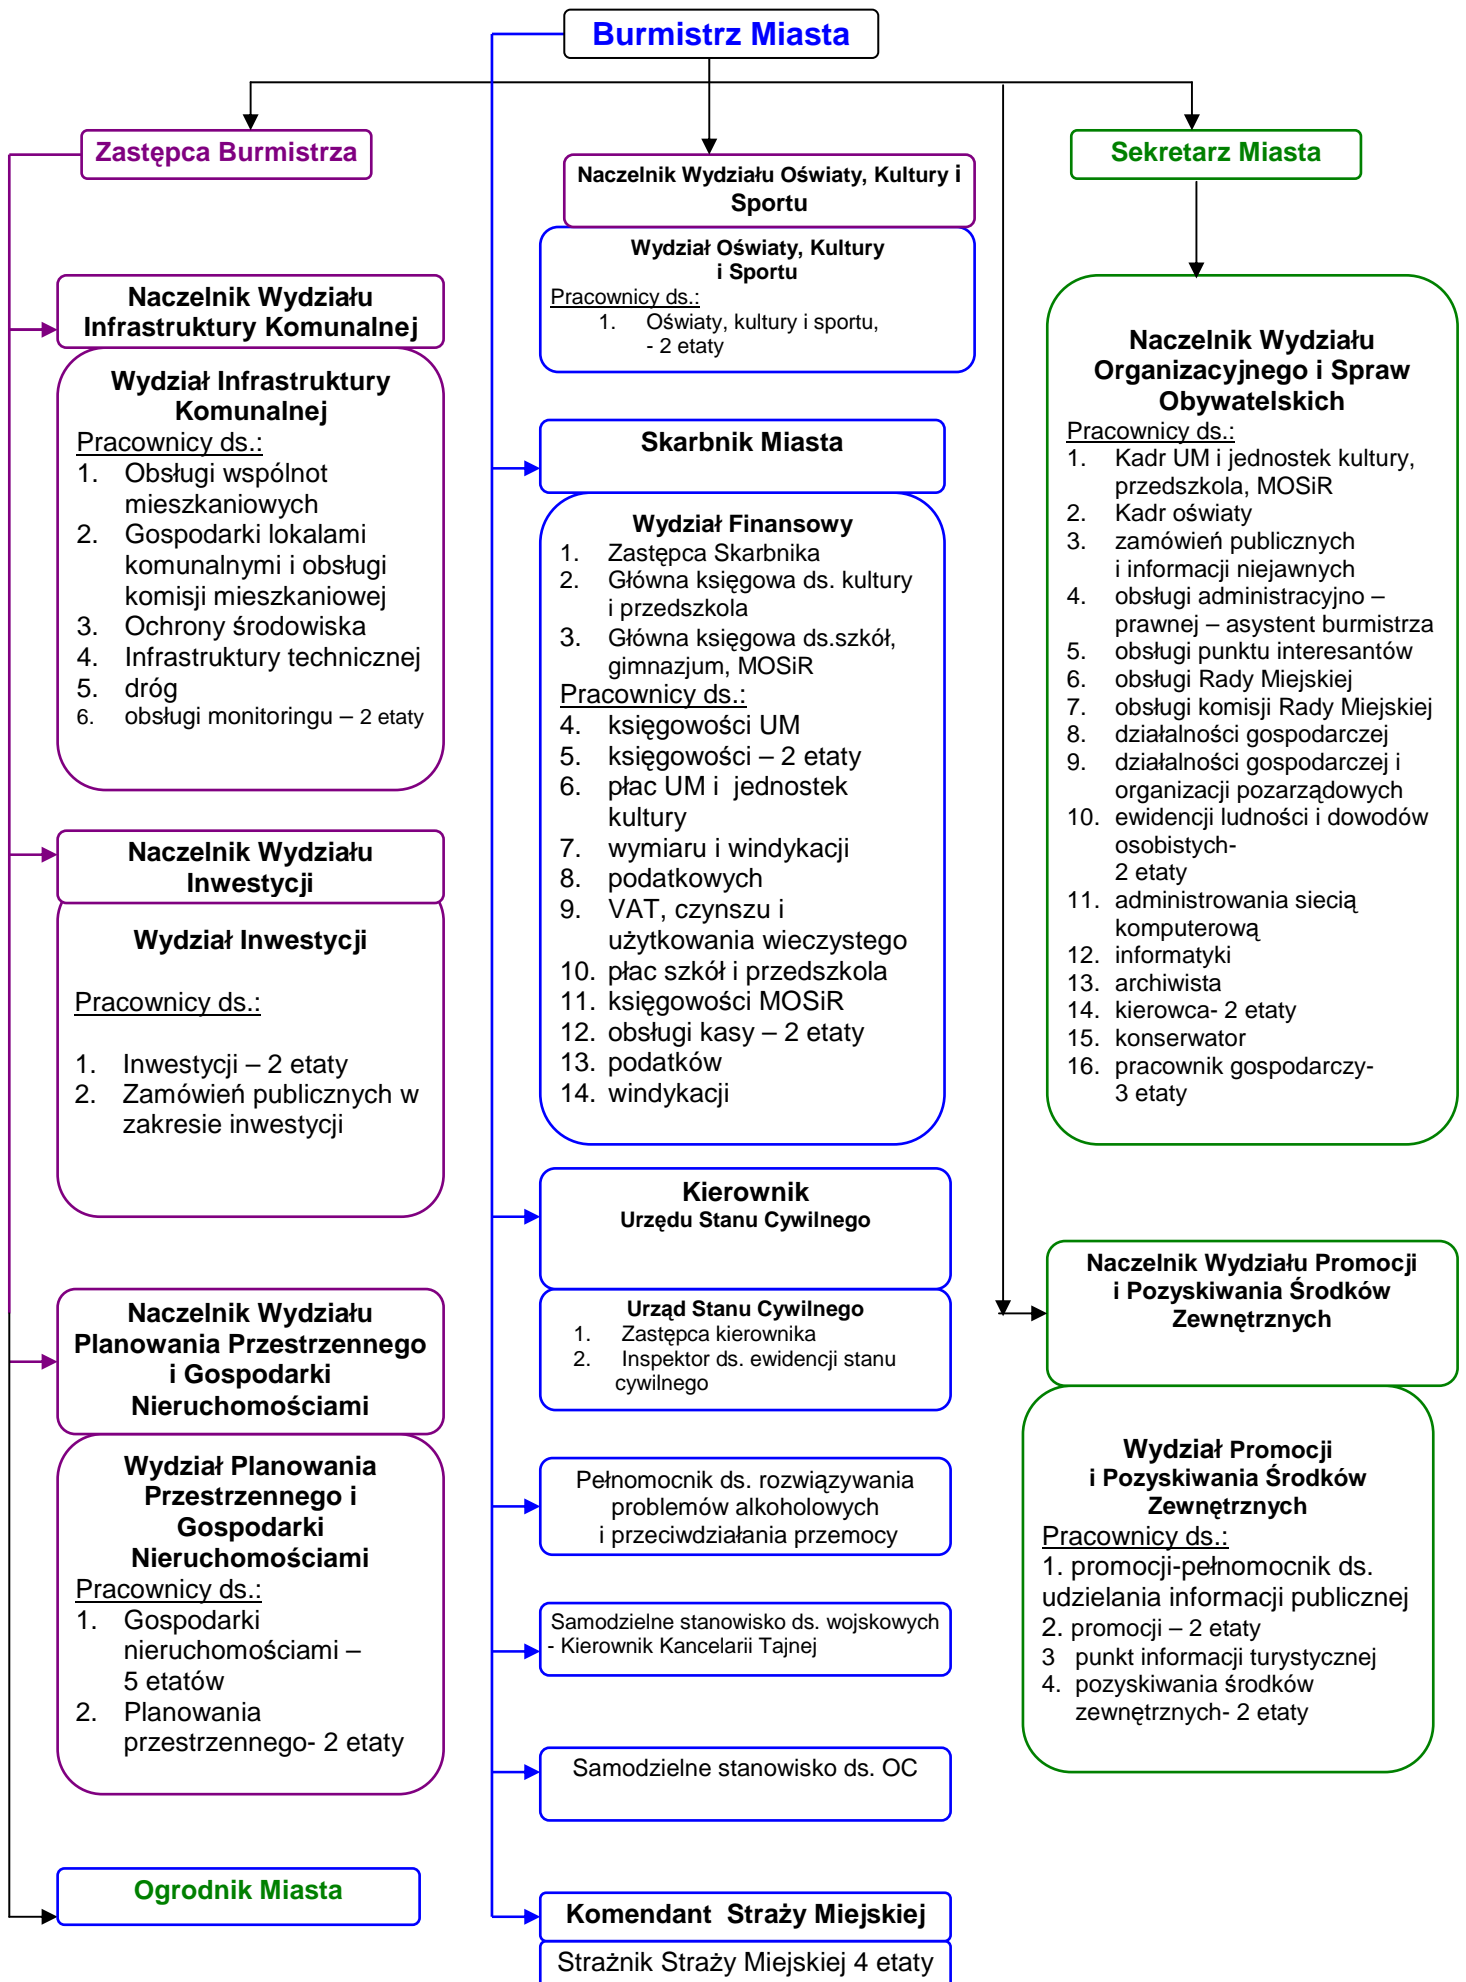 Burmistrz Miasta
Zastępca Burmistrza
Naczelnik Wydziału
Infrastruktury Komunalnej
Wydział Infrastruktury
Komunalnej
Pracownicy ds.:
1. Obsługi wspólnot
mieszkaniowych
2. Gospodarki lokalami
komunalnymi i obsługi
komisji mieszkaniowej
3. Ochrony środowiska
4. Infrastruktury technicznej
5. dróg
6. obsługi monitoringu – 2 etaty
Naczelnik Wydziału
Inwestycji
Wydział Inwestycji
Pracownicy ds.:
1. Inwestycji – 2 etaty
2. Zamówień publicznych w
zakresie inwestycji
Naczelnik Wydziału
Planowania Przestrzennego
i Gospodarki
Nieruchomościami
Wydział Planowania
Przestrzennego i
Gospodarki
Nieruchomościami
Pracownicy ds.:
1. Gospodarki
nieruchomościami –
5 etatów
2. Planowania
przestrzennego- 2 etaty
Ogrodnik Miasta
Naczelnik Wydziału Oświaty, Kultury i
Sportu
Wydział Oświaty, Kultury
i Sportu
Pracownicy ds.:
1. Oświaty, kultury i sportu,
- 2 etaty
Skarbnik Miasta
Wydział Finansowy
1. Zastępca Skarbnika
2. Główna księgowa ds. kultury
i przedszkola
3. Główna księgowa ds.szkół,
gimnazjum, MOSiR
Pracownicy ds.:
4. księgowości UM
5. księgowości – 2 etaty
6. płac UM i jednostek
kultury
7. wymiaru i windykacji
8. podatkowych
9. VAT, czynszu i
użytkowania wieczystego
10. płac szkół i przedszkola
11. księgowości MOSiR
12. obsługi kasy – 2 etaty
13. podatków
14. windykacji
Kierownik
Urzędu Stanu Cywilnego
Urząd Stanu Cywilnego
1. Zastępca kierownika
2. Inspektor ds. ewidencji stanu
cywilnego
Pełnomocnik ds. rozwiązywania
problemów alkoholowych
i przeciwdziałania przemocy
Samodzielne stanowisko ds. wojskowych
- Kierownik Kancelarii Tajnej
Samodzielne stanowisko ds. OC
Komendant Straży Miejskiej
Strażnik Straży Miejskiej 4 etaty
Sekretarz Miasta
Naczelnik Wydziału
Organizacyjnego i Spraw
Obywatelskich
Pracownicy ds.:
1. Kadr UM i jednostek kultury,
przedszkola, MOSiR
2. Kadr oświaty
3. zamówień publicznych
i informacji niejawnych
4. obsługi administracyjno –
prawnej – asystent burmistrza
5. obsługi punktu interesantów
6. obsługi Rady Miejskiej
7. obsługi komisji Rady Miejskiej
8. działalności gospodarczej
9. działalności gospodarczej i
organizacji pozarządowych
10. ewidencji ludności i dowodów
osobistych-
2 etaty
11. administrowania siecią
komputerową
12. informatyki
13. archiwista
14. kierowca- 2 etaty
15. konserwator
16. pracownik gospodarczy-
3 etaty
Naczelnik Wydziału Promocji
i Pozyskiwania Środków
Zewnętrznych
Wydział Promocji
i Pozyskiwania Środków
Zewnętrznych
Pracownicy ds.:
1. promocji-pełnomocnik ds.
udzielania informacji publicznej
2. promocji – 2 etaty
3 punkt informacji turystycznej
4. pozyskiwania środków
zewnętrznych- 2 etaty